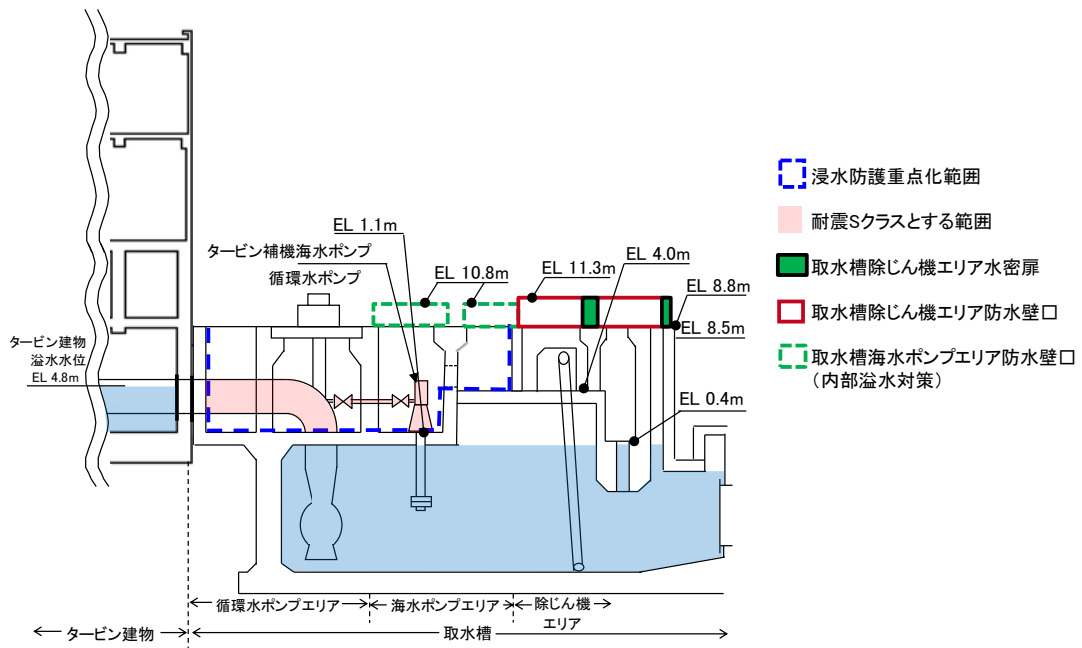 浸水防護重点化範囲
耐震Sクラスとする範囲
取水槽除じん機エリア水密扉
取水槽除じん機エリア防水壁口
取水槽海水ポンプエリア防水壁口
(内部溢水対策)
EL 1.1m
タービン補機海水ポンプ
循環水ポンプ
EL 10.8m
EL 11.3m
EL 4.0m
EL 8.8m
EL 8.5m
タービン建物
溢水水位
EL 4.8m
EL 0.4m
循環水ポンプエリア
海水ポンプエリア
除じん機
エリア
タービン建物
取水槽